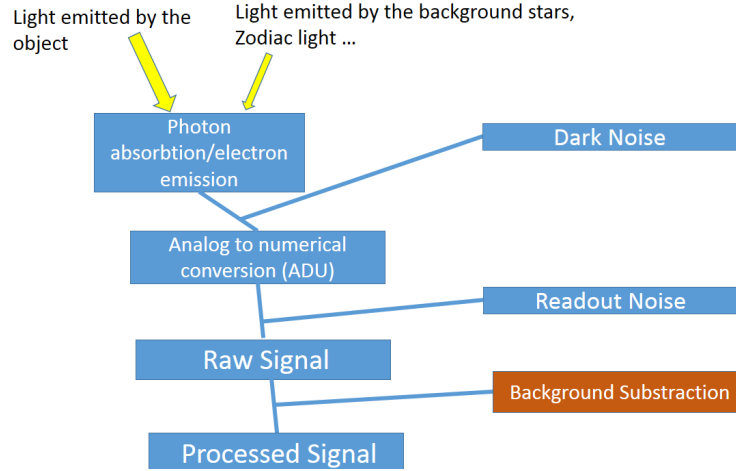 Light emitted by the
object
Light emitted by the background stars,
Zodiac light ...
Photon
absorbtion/electron
emission
Dark Noise
Analog to numerical
conversion (ADU)
Readout Noise
Raw Signal
Background Substraction
Processed Signal